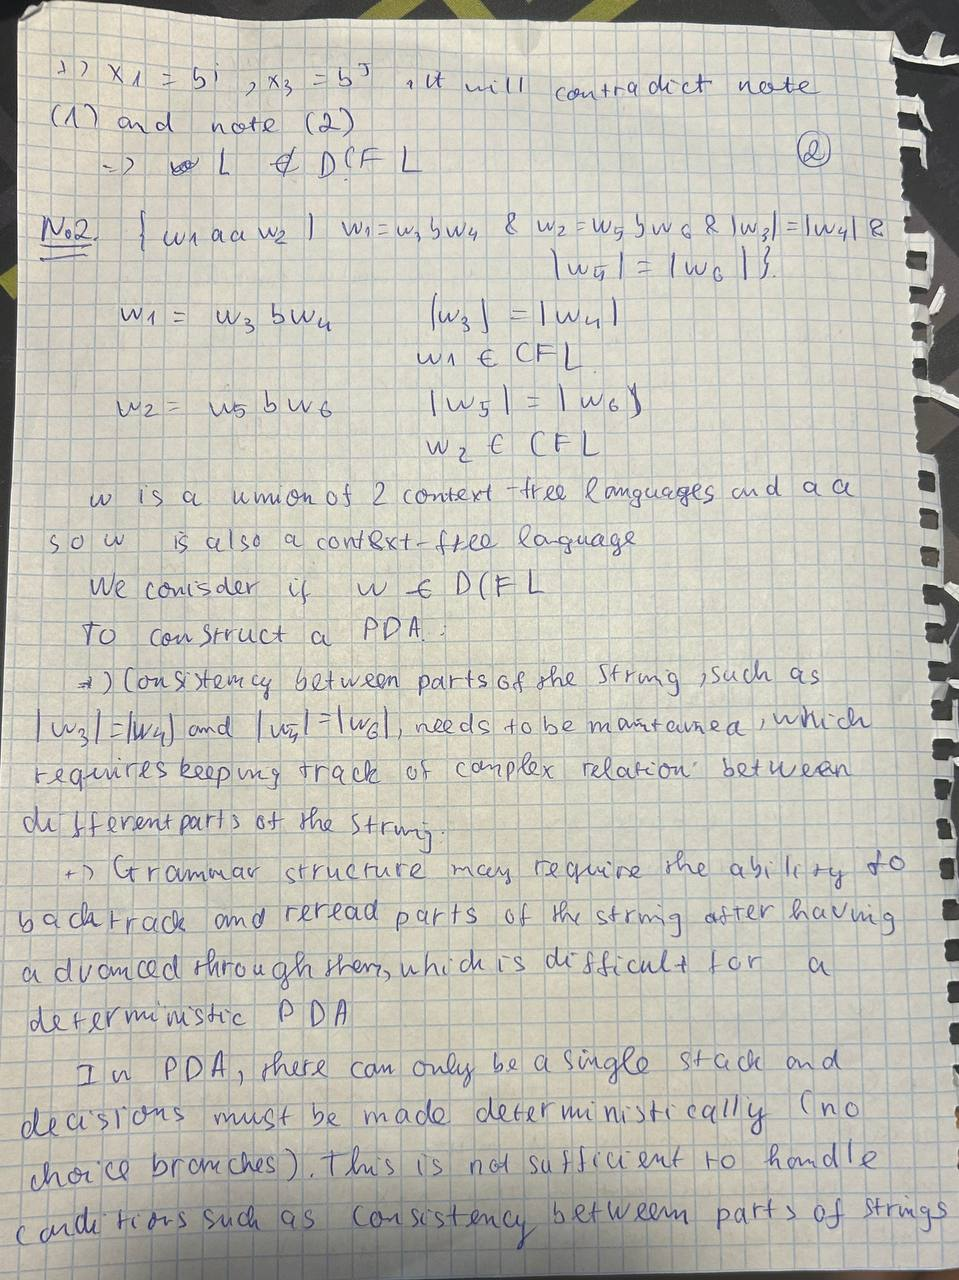 +) x1 = b^i , x3 = b^j , it will contradict note
(1) and note (2)
②
=> L ∉ DCFL
No2. { w1 a a w2 | w1 = w3 b w4 & w2 = w5 b w6 & |w3| = |w4| &
|w5| = |w6| }.
w1 = w3 b w4 |w3| = |w4|
w1 ∈ CFL
w2 = w5 b w6 |w5| = |w6|
w2 ∈ CFL
w is a umion of 2 context-free languages and a a
so w is also a context-free language
We conisder if w ∈ DCFL
To construct a PDA:
+) Consistency between parts of the string, such as
|w3| = |w4| and |w5| = |w6|, needs to be maintained, which
requires keeping track of complex relation between
different parts of the string.
+) Grammar structure may require the ability to
backtrack and reread parts of the string after having
advanced through them, which is difficult for a
deterministic PDA
In PDA, there can only be a single stack and
decisions must be made deterministically (no
choice branches). This is not sufficient to handle
conditions such as consistency between parts of strings